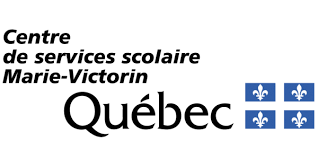 Centre
de services scolaire
Marie-Victorin
Québec